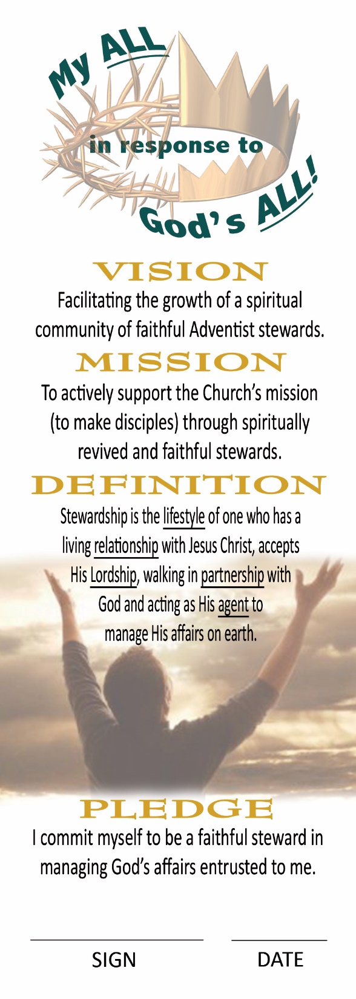 My ALL
in response to
God's ALL!
VISION
Facilitating the growth of a spiritual
community of faithful Adventist stewards.
MISSION
To actively support the Church's mission
(to make disciples) through spiritually
revived and faithful stewards.
DEFINITION
Stewardship is the lifestyle of one who has a
living relationship with Jesus Christ, accepts
His Lordship, walking in partnership with
God and acting as His agent to
manage His affairs on earth.
PLEDGE
I commit myself to be a faithful steward in
managing God's affairs entrusted to me.
SIGN DATE